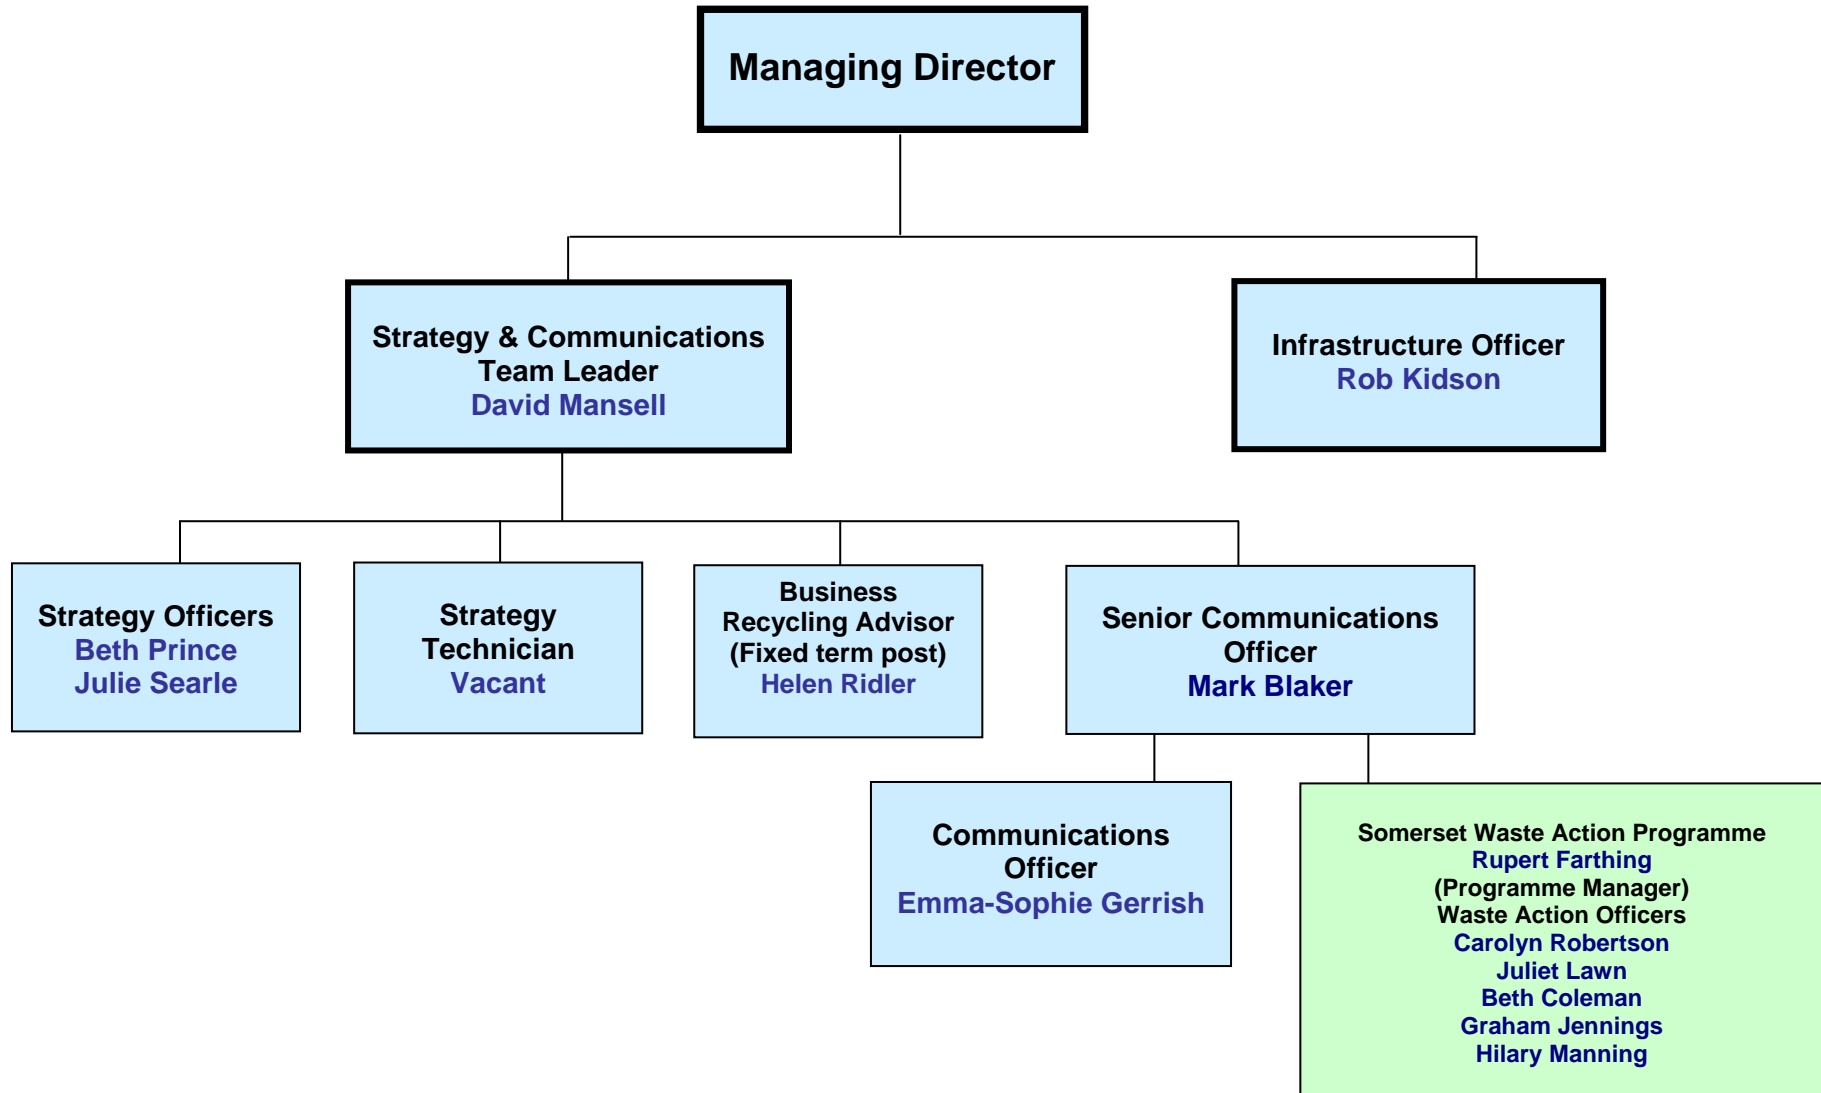 Managing Director
Strategy & Communications
Team Leader
David Mansell
Infrastructure Officer
Rob Kidson
Strategy Officers
Beth Prince
Julie Searle
Strategy
Technician
Vacant
Business
Recycling Advisor
(Fixed term post)
Helen Ridler
Senior Communications
Officer
Mark Blaker
Communications
Officer
Emma-Sophie Gerrish
Somerset Waste Action Programme
Rupert Farthing
(Programme Manager)
Waste Action Officers
Carolyn Robertson
Juliet Lawn
Beth Coleman
Graham Jennings
Hilary Manning